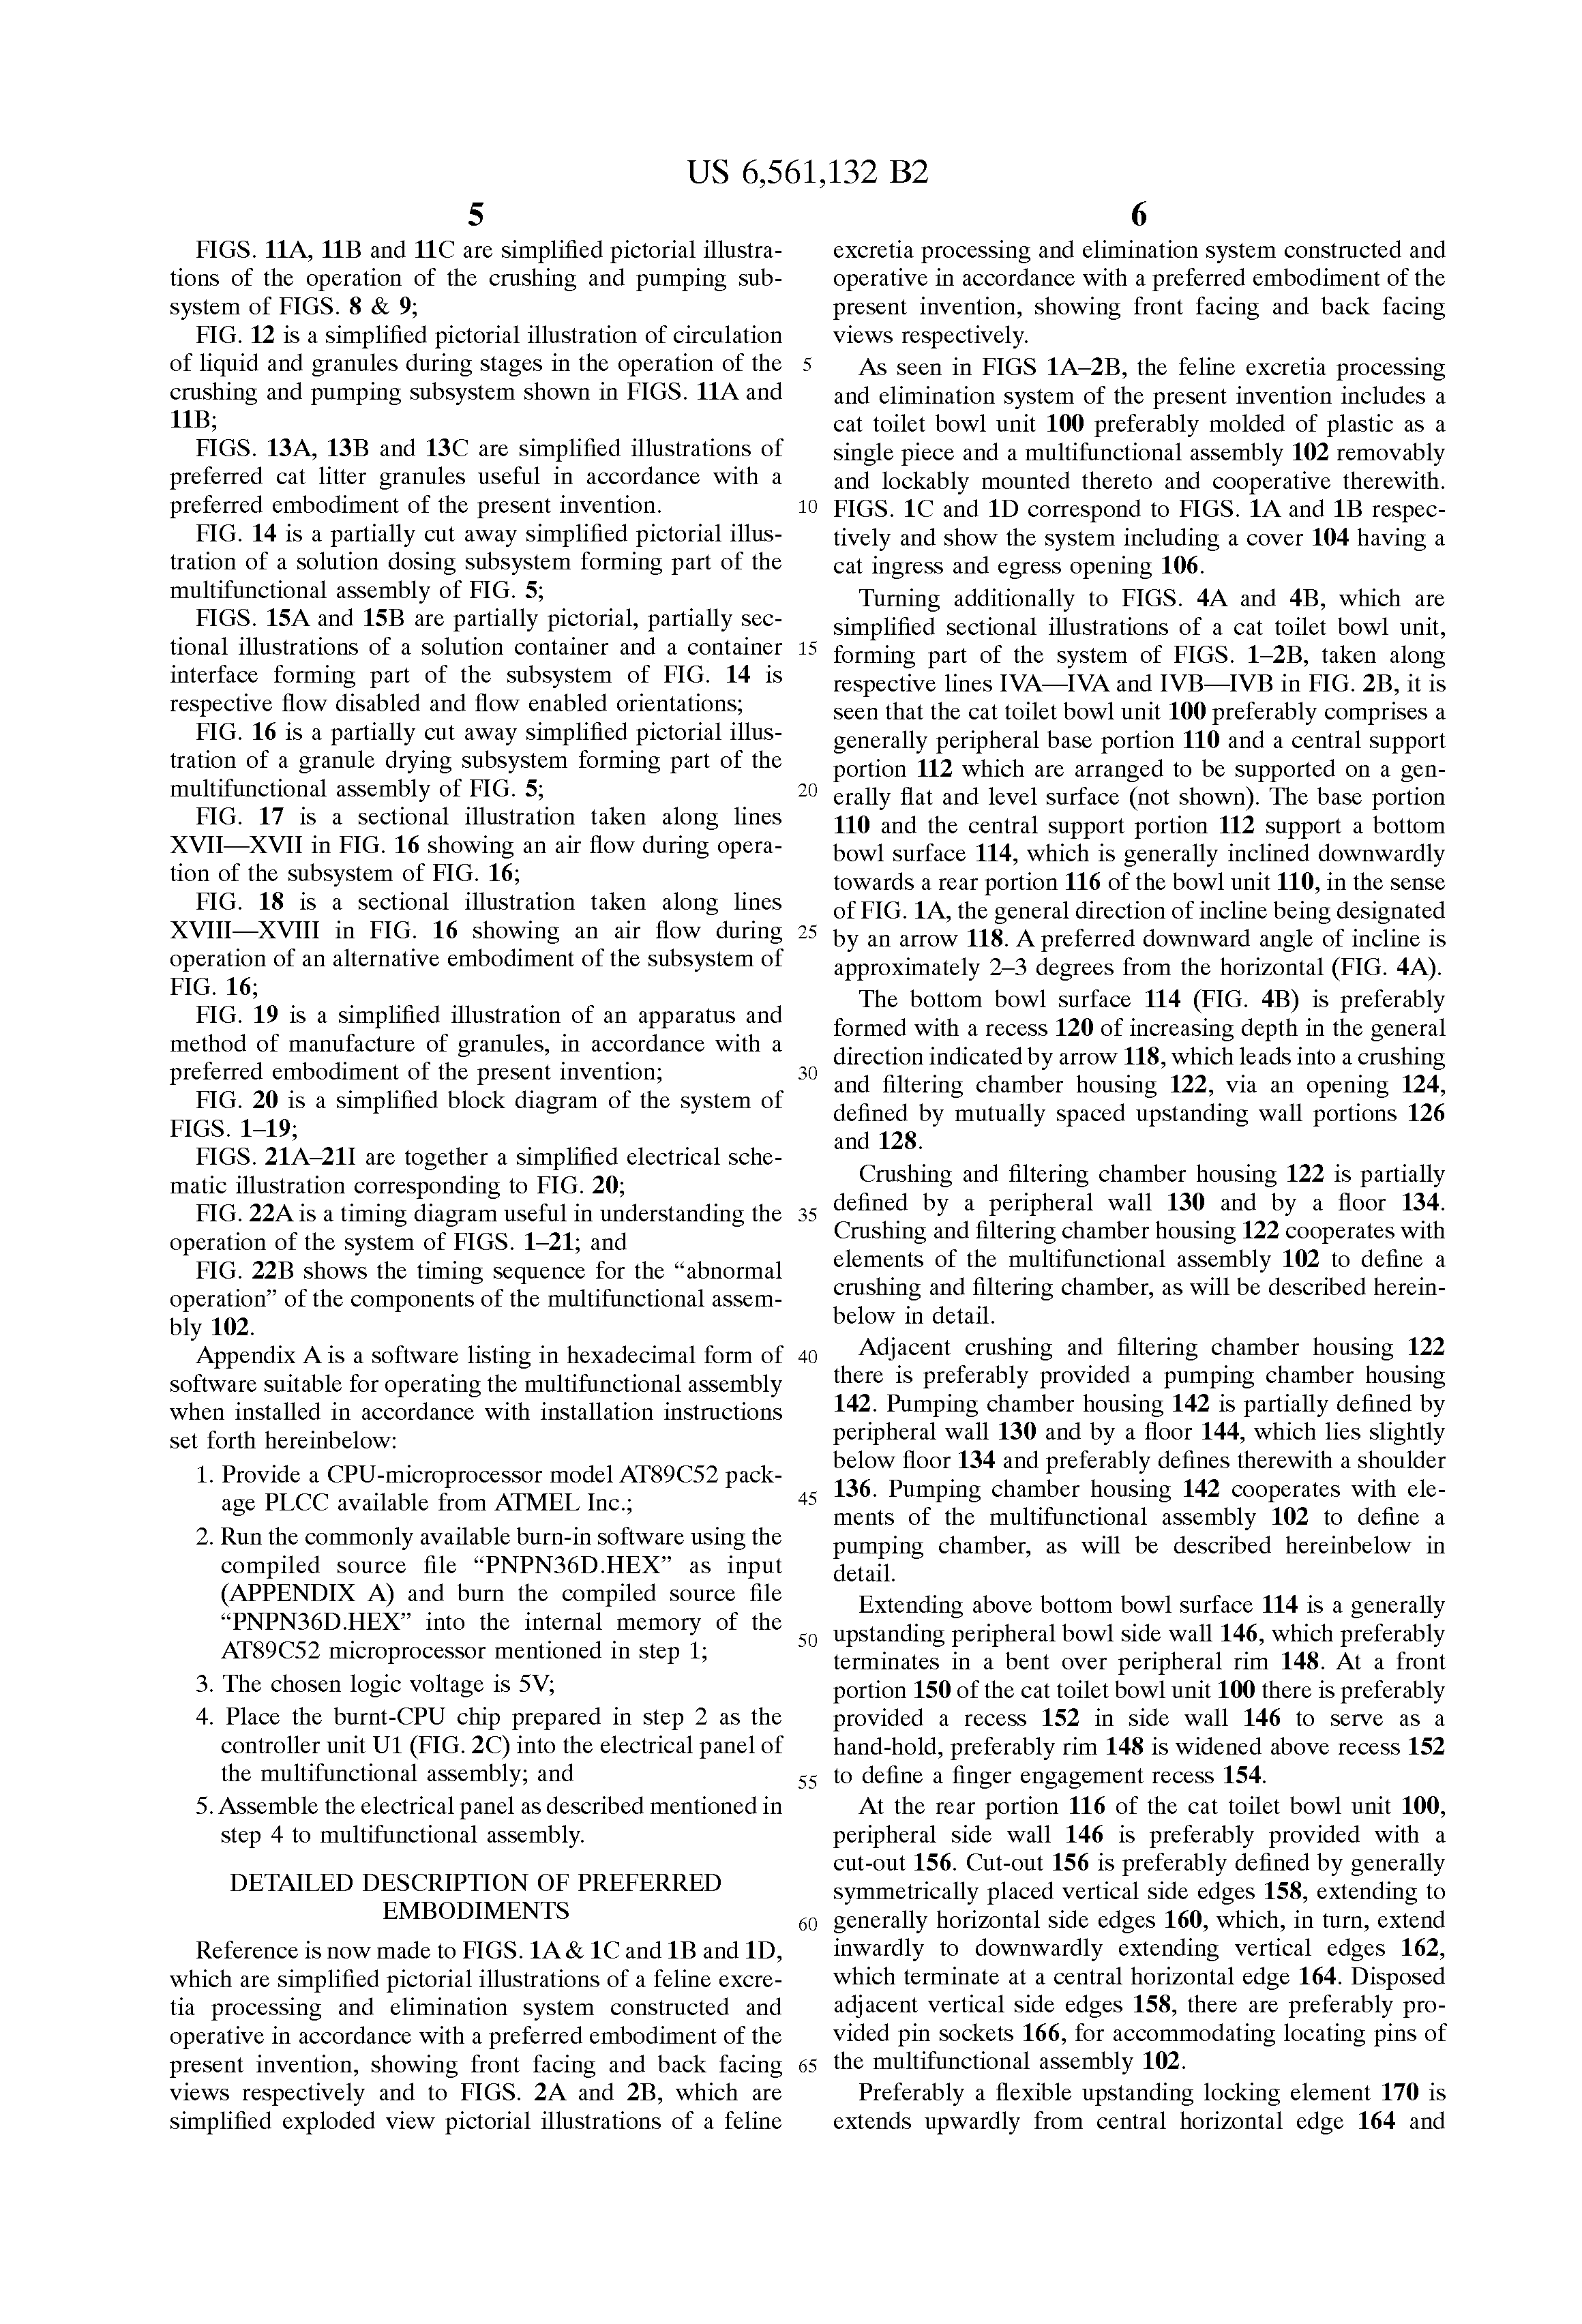 US 6,561,132 B2
5
FIGS. 11A, 11B and 11C are simplified pictorial illustra-
tions of the operation of the crushing and pumping sub-
system of FIGS. 8 & 9;
FIG. 12 is a simplified pictorial illustration of circulation
of liquid and granules during stages in the operation of the
crushing and pumping subsystem shown in FIGS. 11A and
11B;
FIGS. 13A, 13B and 13C are simplified illustrations of
preferred cat litter granules useful in accordance with a
preferred embodiment of the present invention.
FIG. 14 is a partially cut away simplified pictorial illus-
tration of a solution dosing subsystem forming part of the
multifunctional assembly of FIG. 5;
FIGS. 15A and 15B are partially pictorial, partially sec-
tional illustrations of a solution container and a container
interface forming part of the subsystem of FIG. 14 is
respective flow disabled and flow enabled orientations;
FIG. 16 is a partially cut away simplified pictorial illus-
tration of a granule drying subsystem forming part of the
multifunctional assembly of FIG. 5;
FIG. 17 is a sectional illustration taken along lines
XVII—XVII in FIG. 16 showing an air flow during opera-
tion of the subsystem of FIG. 16;
FIG. 18 is a sectional illustration taken along lines
XVIII—XVIII in FIG. 16 showing an air flow during
operation of an alternative embodiment of the subsystem of
FIG. 16;
FIG. 19 is a simplified illustration of an apparatus and
method of manufacture of granules, in accordance with a
preferred embodiment of the present invention;
FIG. 20 is a simplified block diagram of the system of
FIGS. 1–19;
FIGS. 21A–21I are together a simplified electrical sche-
matic illustration corresponding to FIG. 20;
FIG. 22A is a timing diagram useful in understanding the
operation of the system of FIGS. 1–21; and
FIG. 22B shows the timing sequence for the “abnormal
operation” of the components of the multifunctional assem-
bly 102.
Appendix A is a software listing in hexadecimal form of
software suitable for operating the multifunctional assembly
when installed in accordance with installation instructions
set forth hereinbelow:
1. Provide a CPU-microprocessor model AT89C52 pack-
age PLCC available from ATMEL Inc.;
2. Run the commonly available burn-in software using the
compiled source file “PNPN36D.HEX” as input
(APPENDIX A) and burn the compiled source file
“PNPN36D.HEX” into the internal memory of the
AT89C52 microprocessor mentioned in step 1;
3. The chosen logic voltage is 5V;
4. Place the burnt-CPU chip prepared in step 2 as the
controller unit U1 (FIG. 2C) into the electrical panel of
the multifunctional assembly; and
5. Assemble the electrical panel as described mentioned in
step 4 to multifunctional assembly.
DETAILED DESCRIPTION OF PREFERRED
EMBODIMENTS
Reference is now made to FIGS. 1A & 1C and 1B and 1D,
which are simplified pictorial illustrations of a feline excre-
tia processing and elimination system constructed and
operative in accordance with a preferred embodiment of the
present invention, showing front facing and back facing
views respectively and to FIGS. 2A and 2B, which are
simplified exploded view pictorial illustrations of a feline
5
10
15
20
25
30
35
40
45
50
55
60
65
6
excretia processing and elimination system constructed and
operative in accordance with a preferred embodiment of the
present invention, showing front facing and back facing
views respectively.
As seen in FIGS 1A–2B, the feline excretia processing
and elimination system of the present invention includes a
cat toilet bowl unit 100 preferably molded of plastic as a
single piece and a multifunctional assembly 102 removably
and lockably mounted thereto and cooperative therewith.
FIGS. 1C and 1D correspond to FIGS. 1A and 1B respec-
tively and show the system including a cover 104 having a
cat ingress and egress opening 106.
Turning additionally to FIGS. 4A and 4B, which are
simplified sectional illustrations of a cat toilet bowl unit,
forming part of the system of FIGS. 1–2B, taken along
respective lines IVA—IVA and IVB—IVB in FIG. 2B, it is
seen that the cat toilet bowl unit 100 preferably comprises a
generally peripheral base portion 110 and a central support
portion 112 which are arranged to be supported on a gen-
erally flat and level surface (not shown). The base portion
110 and the central support portion 112 support a bottom
bowl surface 114, which is generally inclined downwardly
towards a rear portion 116 of the bowl unit 110, in the sense
of FIG. 1A, the general direction of incline being designated
by an arrow 118. A preferred downward angle of incline is
approximately 2–3 degrees from the horizontal (FIG. 4A).
The bottom bowl surface 114 (FIG. 4B) is preferably
formed with a recess 120 of increasing depth in the general
direction indicated by arrow 118, which leads into a crushing
and filtering chamber housing 122, via an opening 124,
defined by mutually spaced upstanding wall portions 126
and 128.
Crushing and filtering chamber housing 122 is partially
defined by a peripheral wall 130 and by a floor 134.
Crushing and filtering chamber housing 122 cooperates with
elements of the multifunctional assembly 102 to define a
crushing and filtering chamber, as will be described herein-
below in detail.
Adjacent crushing and filtering chamber housing 122
there is preferably provided a pumping chamber housing
142. Pumping chamber housing 142 is partially defined by
peripheral wall 130 and by a floor 144, which lies slightly
below floor 134 and preferably defines therewith a shoulder
136. Pumping chamber housing 142 cooperates with ele-
ments of the multifunctional assembly 102 to define a
pumping chamber, as will be described hereinbelow in
detail.
Extending above bottom bowl surface 114 is a generally
upstanding peripheral bowl side wall 146, which preferably
terminates in a bent over peripheral rim 148. At a front
portion 150 of the cat toilet bowl unit 100 there is preferably
provided a recess 152 in side wall 146 to serve as a
hand-hold, preferably rim 148 is widened above recess 152
to define a finger engagement recess 154.
At the rear portion 116 of the cat toilet bowl unit 100,
peripheral side wall 146 is preferably provided with a
cut-out 156. Cut-out 156 is preferably defined by generally
symmetrically placed vertical side edges 158, extending to
generally horizontal side edges 160, which, in turn, extend
inwardly to downwardly extending vertical edges 162,
which terminate at a central horizontal edge 164. Disposed
adjacent vertical side edges 158, there are preferably pro-
vided pin sockets 166, for accommodating locating pins of
the multifunctional assembly 102.
Preferably a flexible upstanding locking element 170 is
extends upwardly from central horizontal edge 164 and